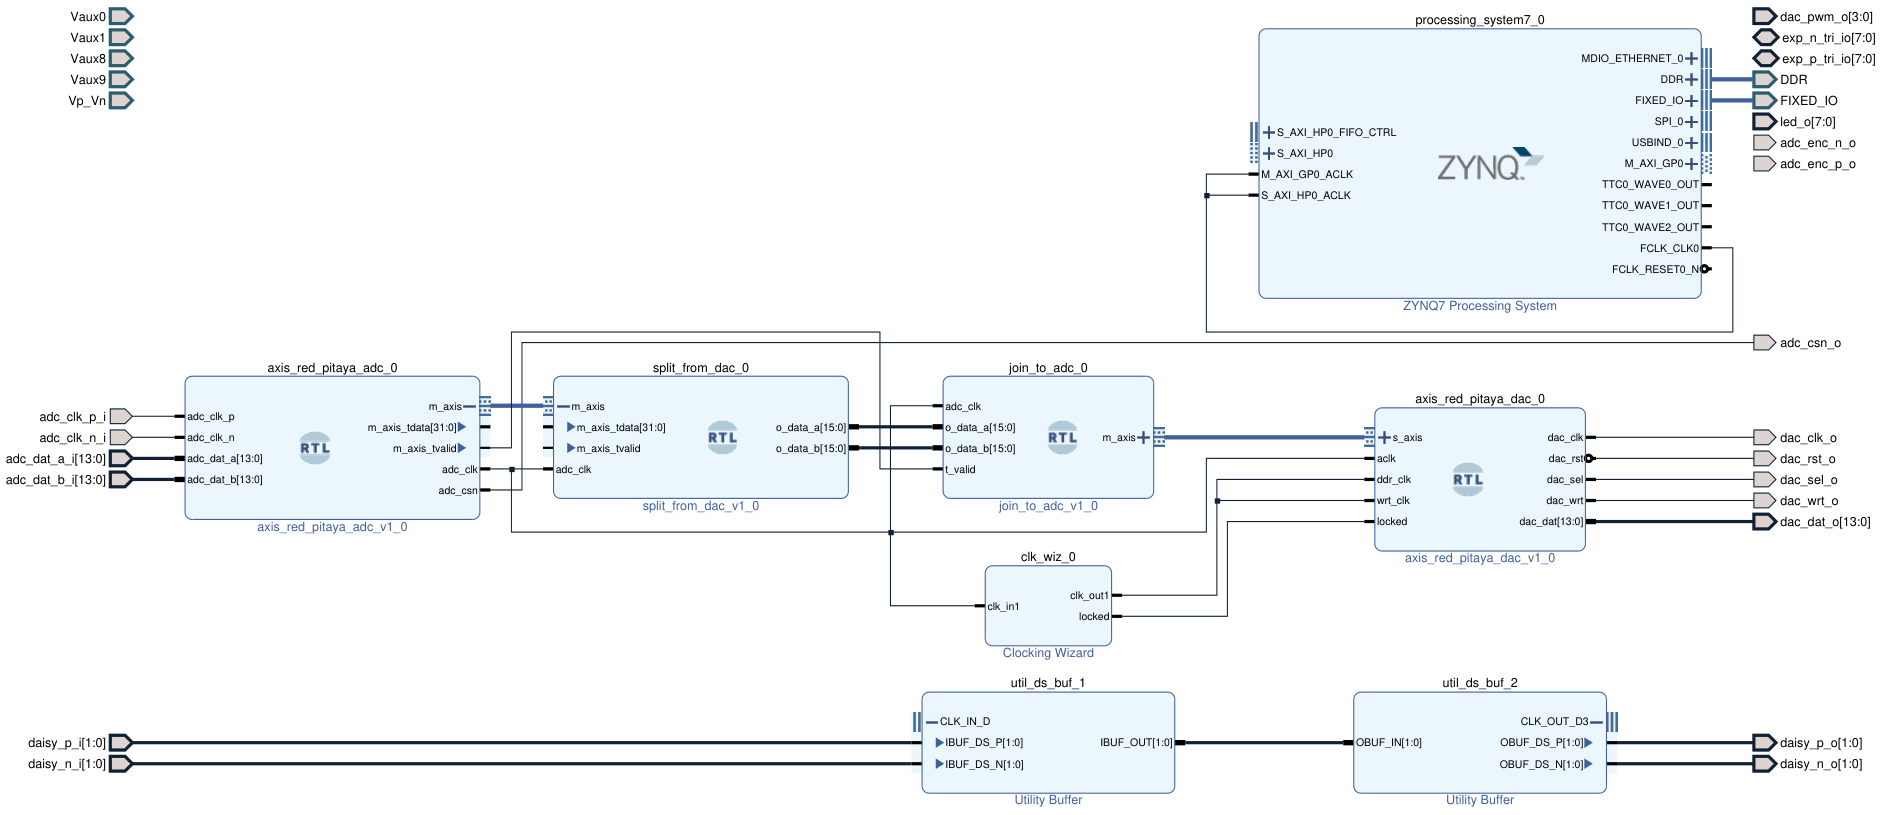 Vaux0
Vaux1
Vaux8
Vaux9
Vp_Vn
processing_system7_0
S_AXI_HP0_FIFO_CTRL
S_AXI_HP0
M_AXI_GP0_ACLK
S_AXI_HP0_ACLK
ZYNQ
MDIO_ETHERNET_0
DDR
FIXED_IO
SPI_0
USBIND_0
M_AXI_GP0
TTC0_WAVE0_OUT
TTC0_WAVE1_OUT
TTC0_WAVE2_OUT
FCLK_CLK0
FCLK_RESET0_N
ZYNQ7 Processing System
dac_pwm_o[3:0]
exp_n_tri_io[7:0]
exp_p_tri_io[7:0]
DDR
FIXED_IO
led_o[7:0]
adc_enc_n_o
adc_enc_p_o
adc_csn_o
adc_clk_p_i
adc_clk_n_i
adc_dat_a_i[13:0]
adc_dat_b_i[13:0]
axis_red_pitaya_adc_0
adc_clk_p
adc_clk_n
adc_dat_a[13:0]
adc_dat_b[13:0]
RTL
m_axis
m_axis_tdata[31:0]
m_axis_tvalid
adc_clk
adc_csn
axis_red_pitaya_adc_v1_0
split_from_dac_0
m_axis
m_axis_tdata[31:0]
m_axis_tvalid
adc_clk
RTL
o_data_a[15:0]
o_data_b[15:0]
split_from_dac_v1_0
join_to_adc_0
adc_clk
o_data_a[15:0]
o_data_b[15:0]
t_valid
RTL
m_axis
join_to_adc_v1_0
axis_red_pitaya_dac_0
s_axis
aclk
ddr_clk
wrt_clk
locked
RTL
dac_clk
dac_rst
dac_sel
dac_wrt
dac_dat[13:0]
axis_red_pitaya_dac_v1_0
dac_clk_o
dac_rst_o
dac_sel_o
dac_wrt_o
dac_dat_o[13:0]
clk_wiz_0
clk_in1
clk_out1
locked
Clocking Wizard
daisy_p_i[1:0]
daisy_n_i[1:0]
util_ds_buf_1
CLK_IN_D
IBUF_DS_P[1:0]
IBUF_DS_N[1:0]
IBUF_OUT[1:0]
Utility Buffer
util_ds_buf_2
OBUF_IN[1:0]
CLK_OUT_D3
OBUF_DS_P[1:0]
OBUF_DS_N[1:0]
Utility Buffer
daisy_p_o[1:0]
daisy_n_o[1:0]